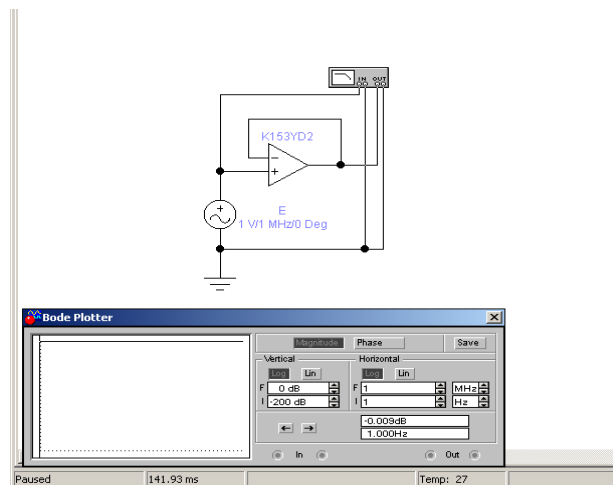 IN OUT
K153YD2
−
+
+
E
1 V/1 MHz/0 Deg
Bode Plotter
Magnitude Phase Save
Vertical Horizontal
Log Lin Log Lin
F 0 dB F 1 MHz
I -200 dB I 1 Hz
-0.009dB
1.000Hz
In Out
Paused 141.93 ms Temp: 27